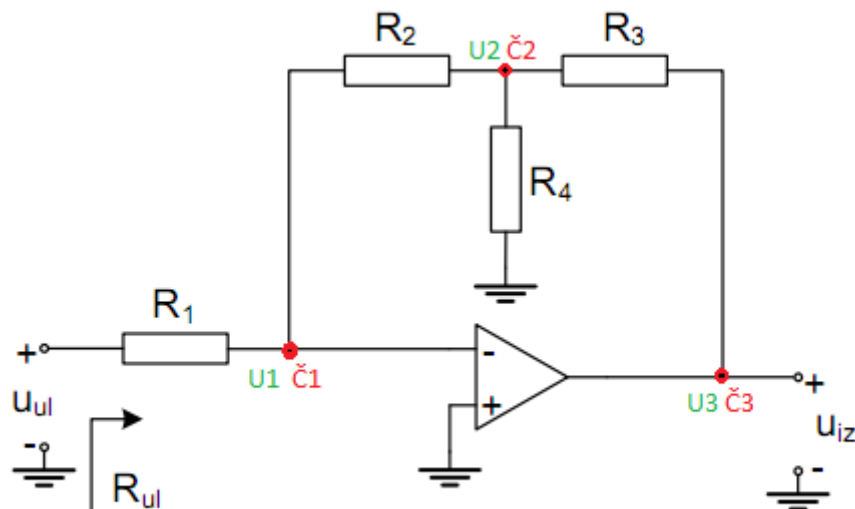 R2
U2 Č2
R3
R4
R1
+
-
+
U1 Č1
U3 Č3
+
uul
uiz
-
-
Rul